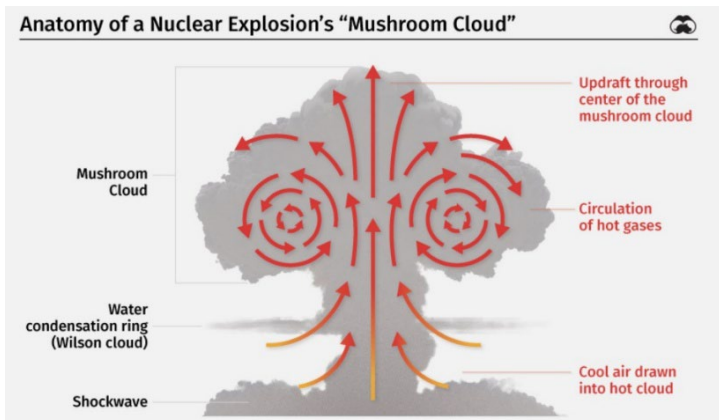 Anatomy of a Nuclear Explosion's “Mushroom Cloud”
Updraft through
center of the
mushroom cloud
Mushroom
Cloud
Circulation
of hot gases
Water
condensation ring
(Wilson cloud)
Cool air drawn
into hot cloud
Shockwave